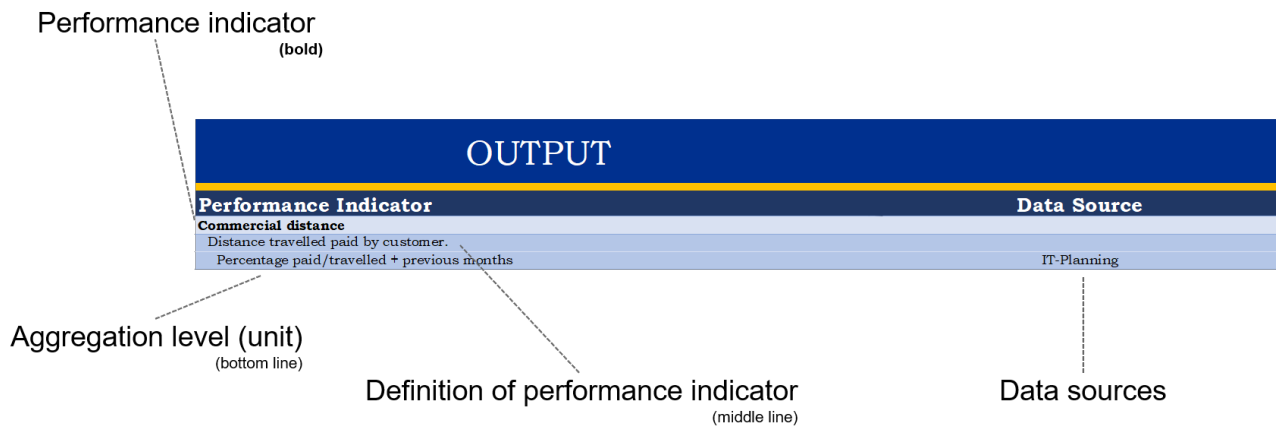 Performance indicator
(bold)
OUTPUT
Performance Indicator Data Source
Commercial distance
Distance travelled paid by customer.
Percentage paid/travelled + previous months IT-Planning
Aggregation level (unit)
(bottom line)
Definition of performance indicator
(middle line)
Data sources